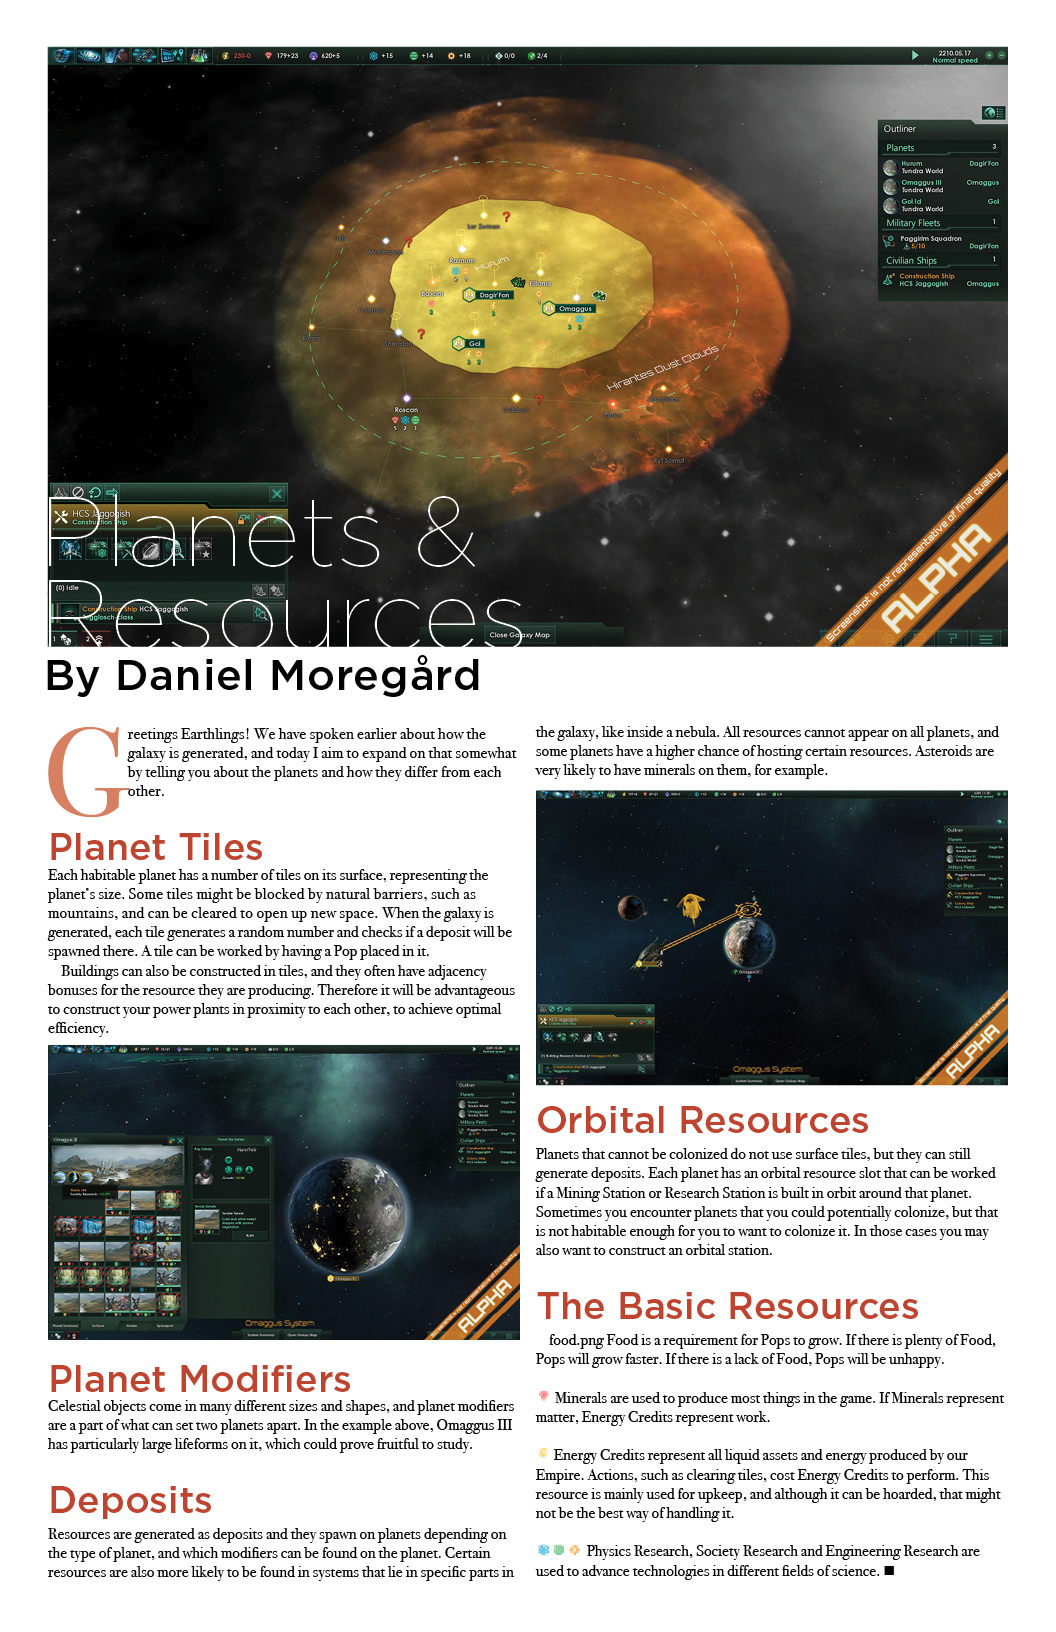 230-0 179+23 620+5 +15 +14 +18 0/0 2/4
2210.05.17
Normal speed
Outliner
Planets 3
Hurum Dagir'Fon
Tundra World
Omaggus III Omaggus
Tundra World
Gol Id Gol
Tundra World
Military Fleets 1
Paggirim Squadron
5/10 Dagir'Fon
Civilian Ships 1
Construction Ship
HCS Jaggogish Omaggus
Hurum
Dagir'Fon
Omaggus
Gol
Hirantes Dust Clouds
Roscan
5 2 1
Ryl Somot
HCS Jaggogish
Construction Ship
(0) Idle
Construction Ship HCS Jaggogish
Close Galaxy Map
Screenshot is not representative of final quality
ALPHA
Planets &
Resources
By Daniel Moregård
Greetings Earthlings! We have spoken earlier about how the
galaxy is generated, and today I aim to expand on that somewhat
by telling you about the planets and how they differ from each
other.
Planet Tiles
Each habitable planet has a number of tiles on its surface, representing the
planet's size. Some tiles might be blocked by natural barriers, such as
mountains, and can be cleared to open up new space. When the galaxy is
generated, each tile generates a random number and checks if a deposit will be
spawned there. A tile can be worked by having a Pop placed in it.
Buildings can also be constructed in tiles, and they often have adjacency
bonuses for the resource they are producing. Therefore it will be advantageous
to construct your power plants in proximity to each other, to achieve optimal
efficiency.
Outliner
Planets
Military Fleets
Civilian Ships
Omaggus III
Build
Omaggus System
ALPHA
Planet Modifiers
Celestial objects come in many different sizes and shapes, and planet modifiers
are a part of what can set two planets apart. In the example above, Omaggus III
has particularly large lifeforms on it, which could prove fruitful to study.
Deposits
Resources are generated as deposits and they spawn on planets depending on
the type of planet, and which modifiers can be found on the planet. Certain
resources are also more likely to be found in systems that lie in specific parts in
the galaxy, like inside a nebula. All resources cannot appear on all planets, and
some planets have a higher chance of hosting certain resources. Asteroids are
very likely to have minerals on them, for example.
Outliner
Planets
Military Fleets
Civilian Ships
HCS Jaggogish
Omaggus System
ALPHA
Orbital Resources
Planets that cannot be colonized do not use surface tiles, but they can still
generate deposits. Each planet has an orbital resource slot that can be worked
if a Mining Station or Research Station is built in orbit around that planet.
Sometimes you encounter planets that you could potentially colonize, but that
is not habitable enough for you to want to colonize it. In those cases you may
also want to construct an orbital station.
The Basic Resources
food.png Food is a requirement for Pops to grow. If there is plenty of Food,
Pops will grow faster. If there is a lack of Food, Pops will be unhappy.
Minerals are used to produce most things in the game. If Minerals represent
matter, Energy Credits represent work.
Energy Credits represent all liquid assets and energy produced by our
Empire. Actions, such as clearing tiles, cost Energy Credits to perform. This
resource is mainly used for upkeep, and although it can be hoarded, that might
not be the best way of handling it.
Physics Research, Society Research and Engineering Research are
used to advance technologies in different fields of science. ■